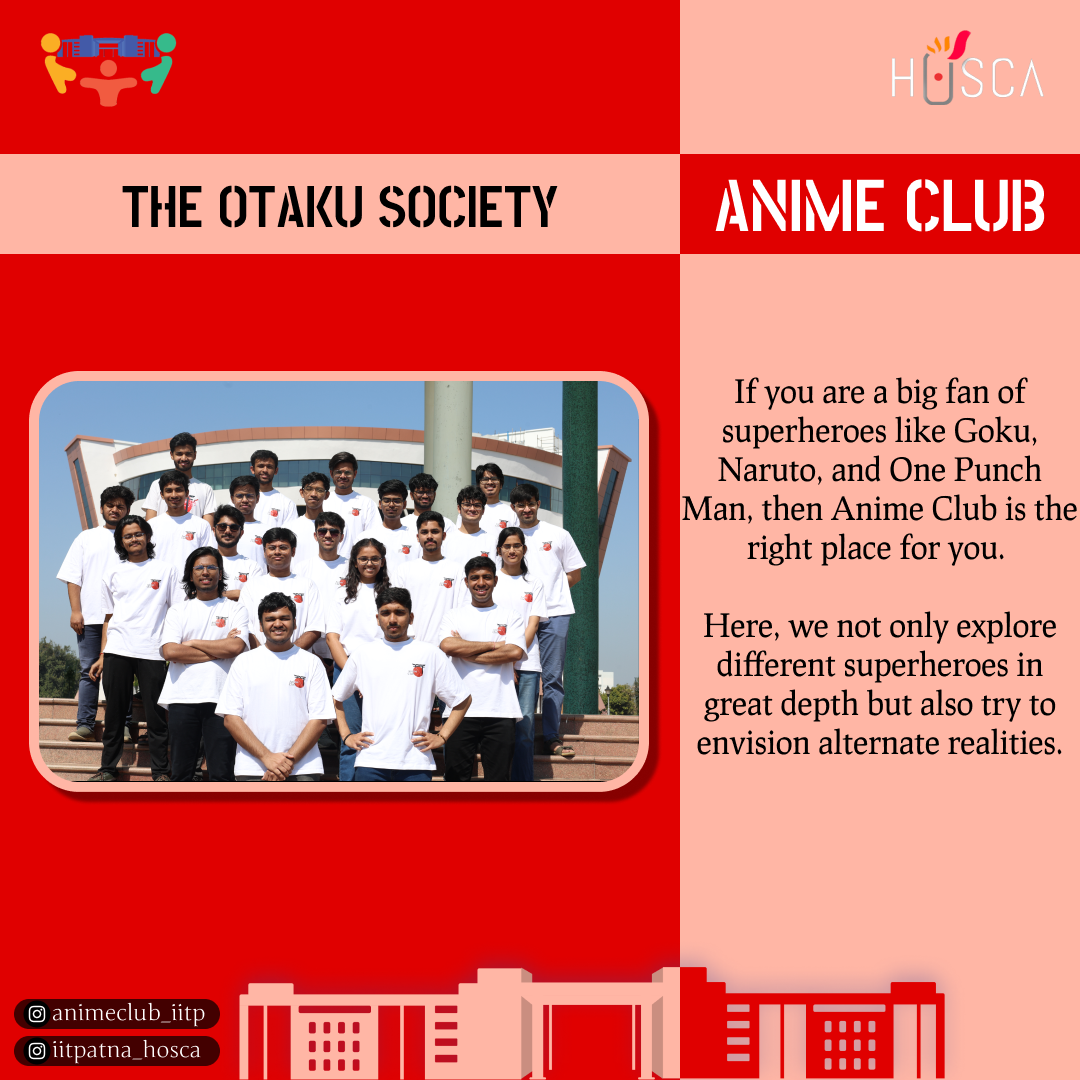 HOSCA
THE OTAKU SOCIETY
ANIME CLUB
If you are a big fan of
superheroes like Goku,
Naruto, and One Punch
Man, then Anime Club is the
right place for you.
Here, we not only explore
different superheroes in
great depth but also try to
envision alternate realities.
animeclub_iitp
iitpatna_hosca